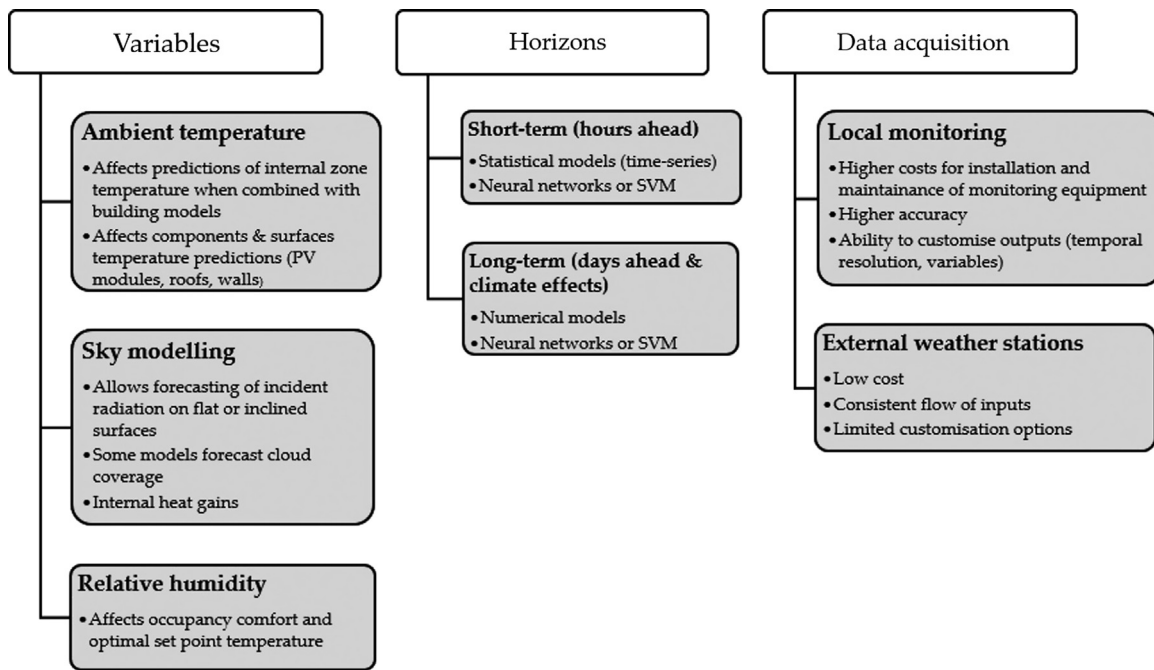 Variables
Ambient temperature
•Affects predictions of internal zone
temperature when combined with
building models
•Affects components & surfaces
temperature predictions (PV
modules, roofs, walls)
Sky modelling
•Allows forecasting of incident
radiation on flat or inclined
surfaces
•Some models forecast cloud
coverage
•Internal heat gains
Relative humidity
•Affects occupancy comfort and
optimal set point temperature
Horizons
Short-term (hours ahead)
•Statistical models (time-series)
•Neural networks or SVM
Long-term (days ahead &
climate effects)
•Numerical models
•Neural networks or SVM
Data acquisition
Local monitoring
•Higher costs for installation and
maintainance of monitoring equipment
•Higher accuracy
•Ability to customise outputs (temporal
resolution, variables)
External weather stations
•Low cost
•Consistent flow of inputs
•Limited customisation options